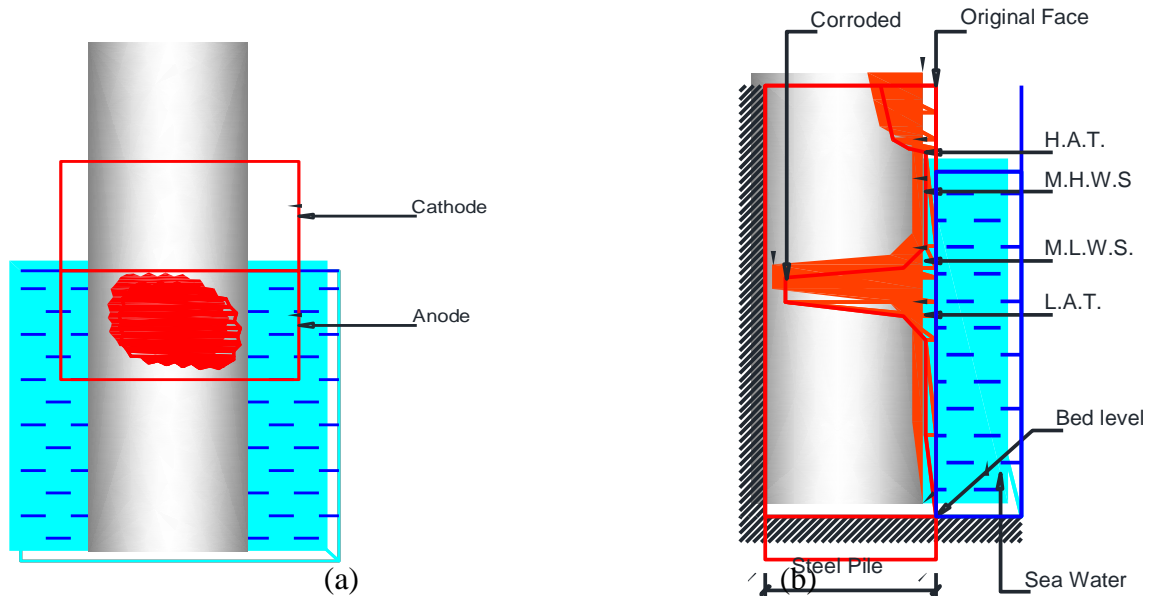 Cathode
Anode
(a)
Corroded
Original Face
H.A.T.
M.H.W.S
M.L.W.S.
L.A.T.
Bed level
Steel Pile
Sea Water
(b)